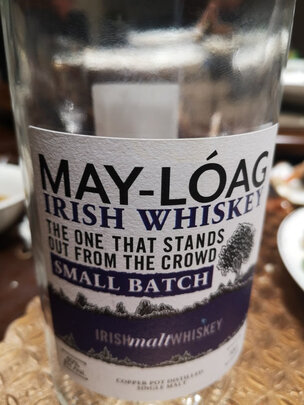 MAY-LÓAG
IRISH WHISKEY
THE ONE THAT STANDS
OUT FROM THE CROWD
SMALL BATCH
IRISHmaltWHISKEY
COPPER POT DISTILLED
SINGLE MALT